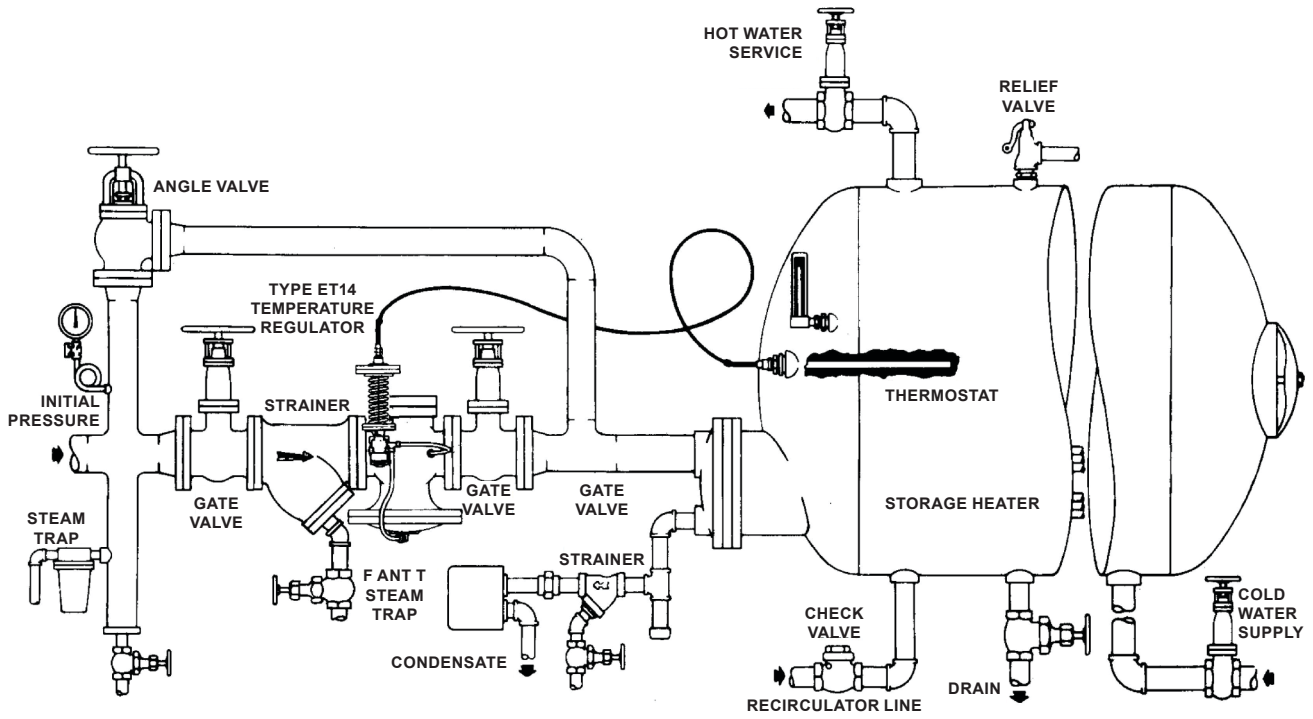 HOT WATER
SERVICE
RELIEF
VALVE
ANGLE VALVE
TYPE ET14
TEMPERATURE
REGULATOR
INITIAL
PRESSURE
STRAINER
THERMOSTAT
GATE
VALVE
GATE
VALVE
GATE
VALVE
STORAGE HEATER
STEAM
TRAP
STRAINER
F ANT T
STEAM
TRAP
CONDENSATE
CHECK
VALVE
RECIRCULATOR LINE
DRAIN
COLD
WATER
SUPPLY